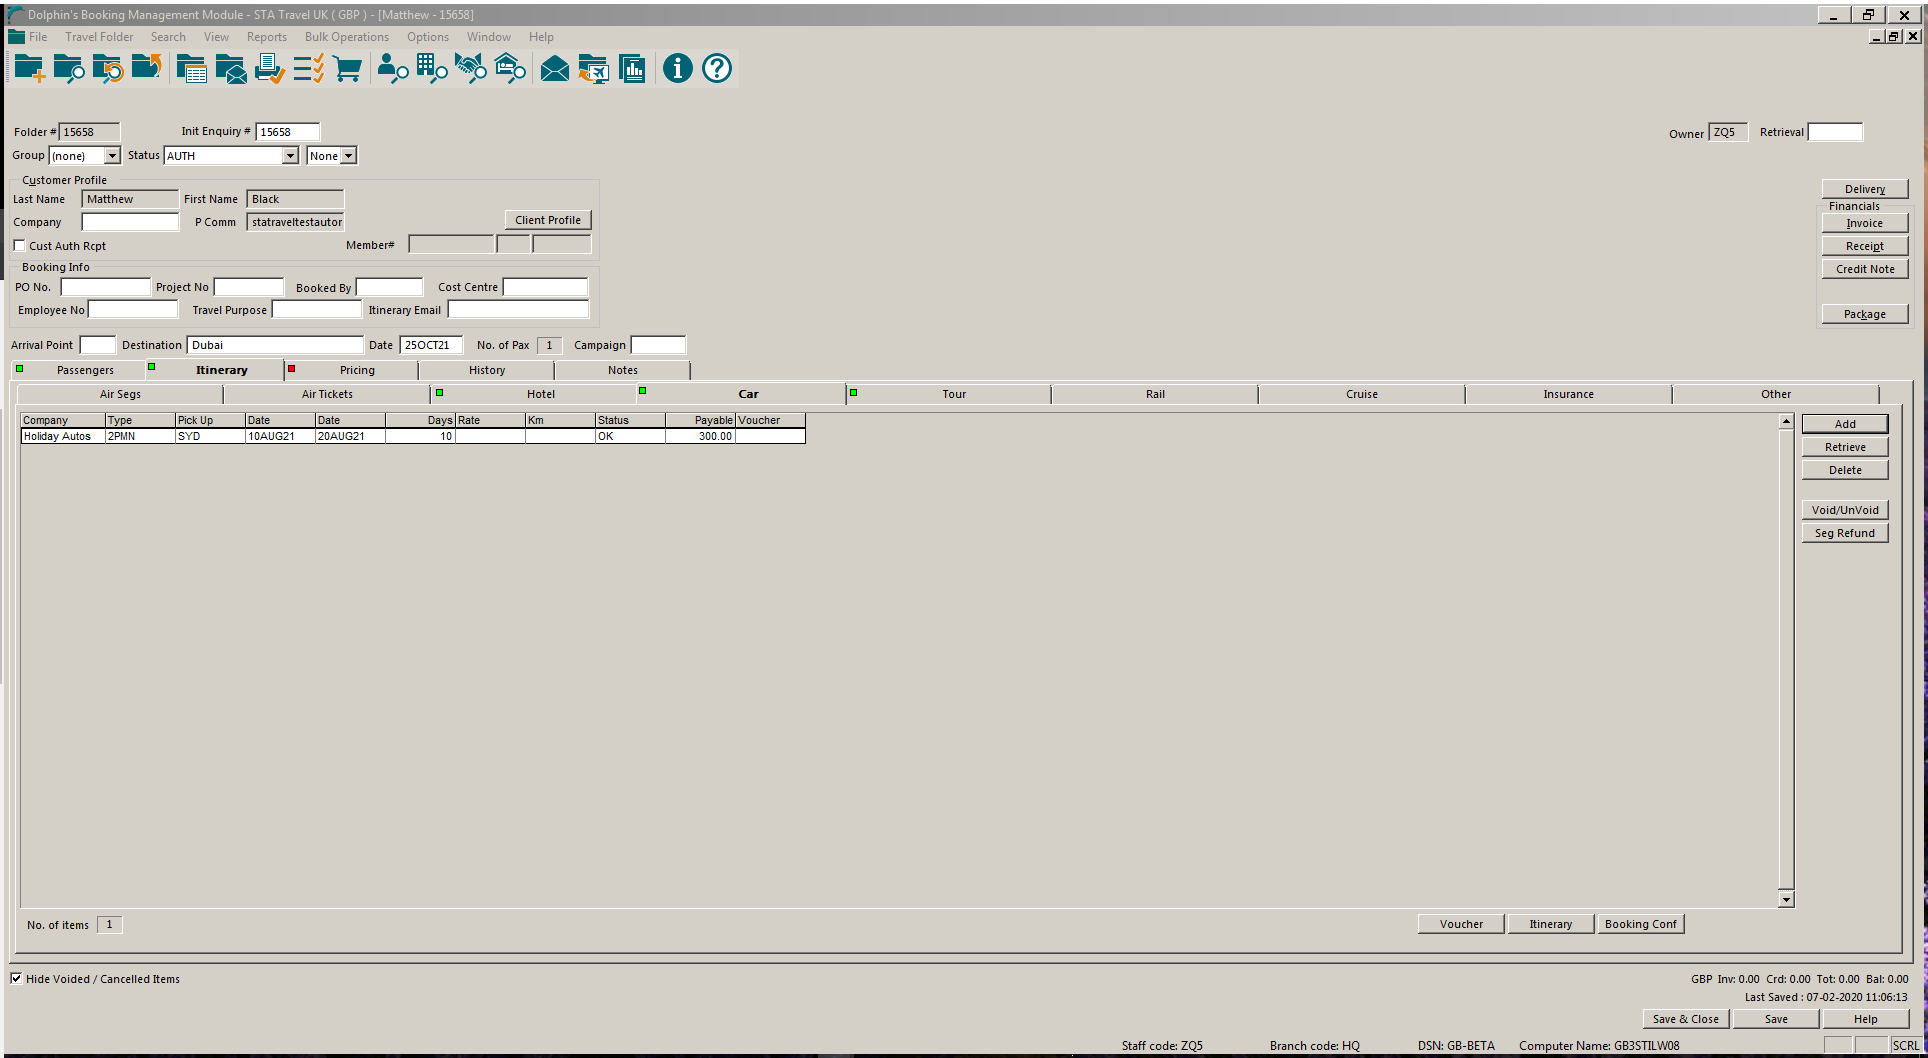 Dolphin's Booking Management Module - STA Travel UK ( GBP ) - [Matthew - 15658]
File Travel Folder Search View Reports Bulk Operations Options Window Help
Folder # 15658 Init Enquiry # 15658 Owner ZQ5 Retrieval
Group (none) Status AUTH None
Customer Profile
Last Name Matthew First Name Black
Company P Comm statraveltestautor Client Profile
Cust Auth Rcpt Member#
Delivery
Financials
Invoice
Receipt
Credit Note
Package
Booking Info
PO No. Project No Booked By Cost Centre
Employee No Travel Purpose Itinerary Email
Arrival Point Destination Dubai Date 25OCT21 No. of Pax 1 Campaign
Passengers Itinerary Pricing History Notes
Air Segs Air Tickets Hotel Car Tour Rail Cruise Insurance Other
Company Type Pick Up Date Date Days Rate Km Status Payable Voucher
Holiday Autos 2PMN SYD 10AUG21 20AUG21 10 OK 300.00
Add
Retrieve
Delete
Void/UnVoid
Seg Refund
No. of items 1 Voucher Itinerary Booking Conf
Hide Voided / Cancelled Items GBP Inv: 0.00 Crd: 0.00 Tot: 0.00 Bal: 0.00
Last Saved : 07-02-2020 11:06:13
Save & Close Save Help
Staff code: ZQ5 Branch code: HQ DSN: GB-BETA Computer Name: GB3STILW08 SCRL